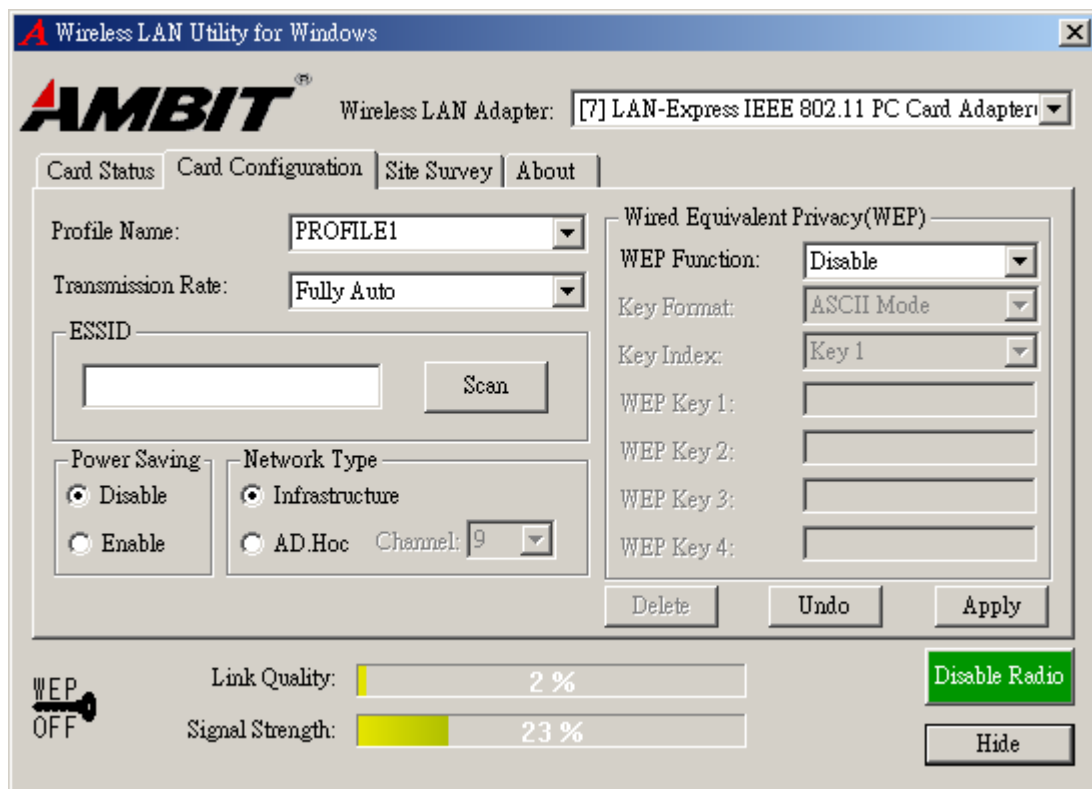 Wireless LAN Utility for Windows
AMBIT®
Wireless LAN Adapter: [7] LAN-Express IEEE 802.11 PC Card Adapter(
Card Status Card Configuration Site Survey About
Profile Name: PROFILE1
Transmission Rate: Fully Auto
ESSID
Scan
Power Saving
Disable
Enable
Network Type
Infrastructure
AD.Hoc Channel: 9
Wired Equivalent Privacy(WEP)
WEP Function: Disable
Key Format: ASCII Mode
Key Index: Key 1
WEP Key 1:
WEP Key 2:
WEP Key 3:
WEP Key 4:
Delete Undo Apply
WEP
OFF
Link Quality: 2 %
Signal Strength: 23 %
Disable Radio
Hide